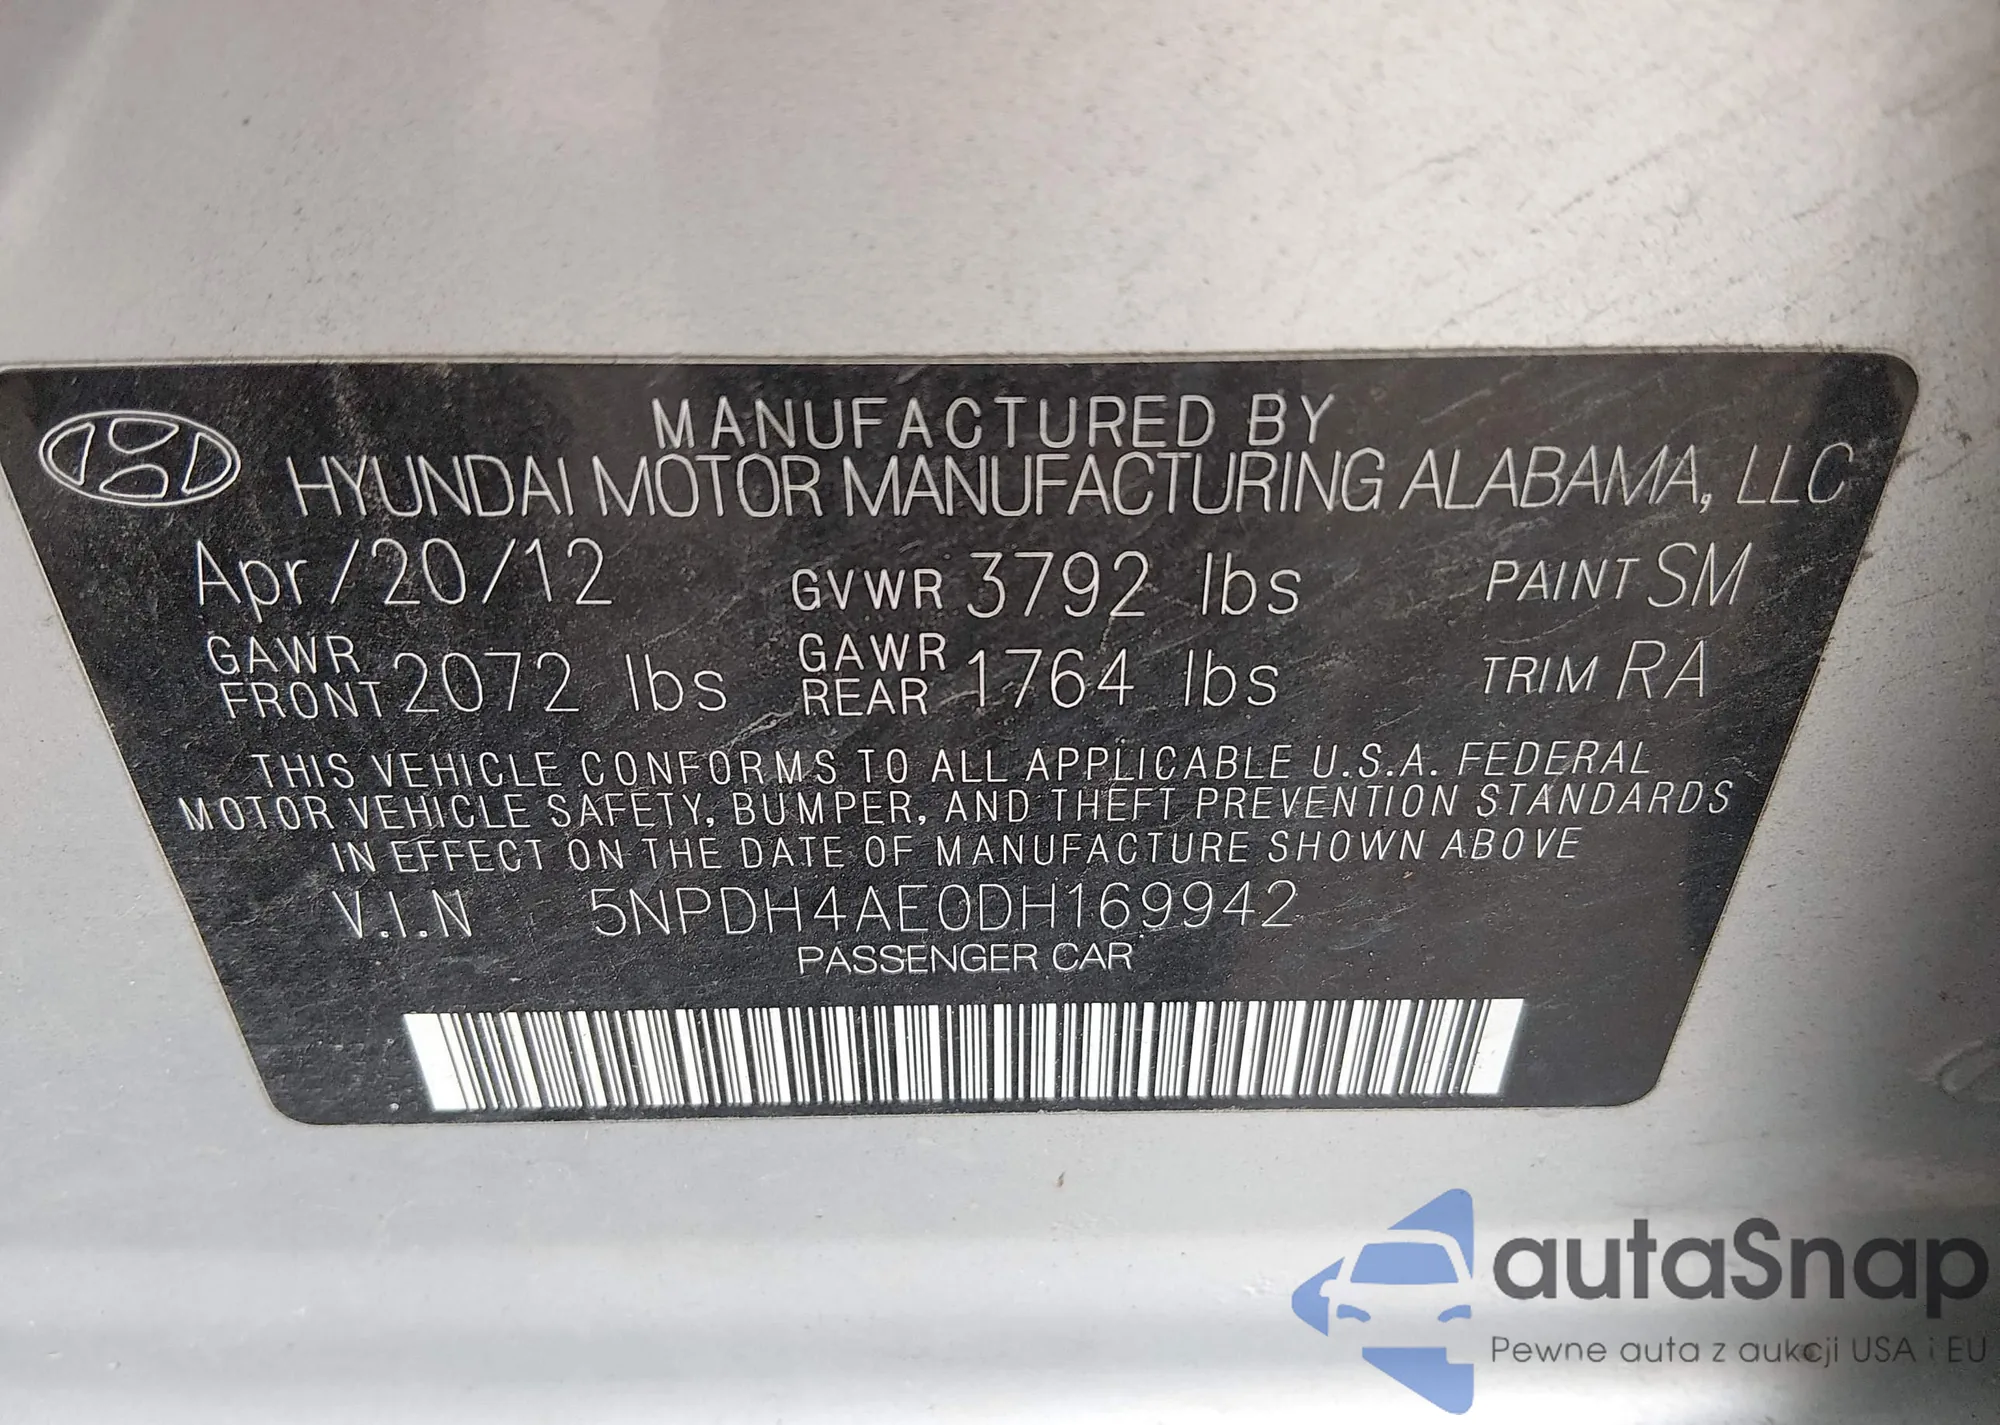 MANUFACTURED BY
HYUNDAI MOTOR MANUFACTURING ALABAMA, LLC
Apr/20/12 GVWR 3792 lbs PAINT SM
GAWR FRONT 2072 lbs GAWR REAR 1764 lbs TRIM RA
THIS VEHICLE CONFORMS TO ALL APPLICABLE U.S.A. FEDERAL
MOTOR VEHICLE SAFETY, BUMPER, AND THEFT PREVENTION STANDARDS
IN EFFECT ON THE DATE OF MANUFACTURE SHOWN ABOVE
V.I.N 5NPDH4AE0DH169942
PASSENGER CAR
autaSnap
Pewne auta z aukcji USA i EU